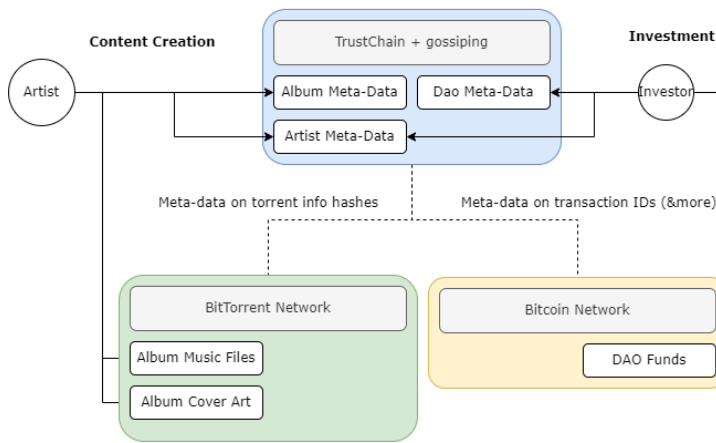 Content Creation
TrustChain + gossiping
Investment
Artist
Album Meta-Data
Dao Meta-Data
Investor
Artist Meta-Data
Meta-data on torrent info hashes
Meta-data on transaction IDs (&more)
BitTorrent Network
Bitcoin Network
Album Music Files
DAO Funds
Album Cover Art